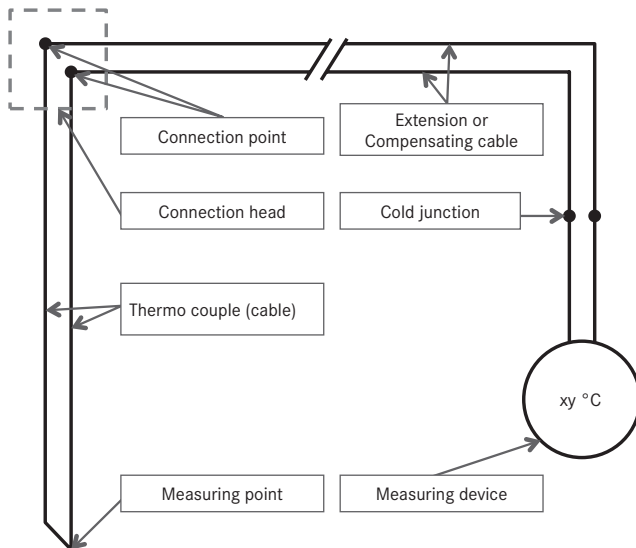 Connection point
Extension or
Compensating cable
Connection head
Cold junction
Thermo couple (cable)
xy °C
Measuring point
Measuring device